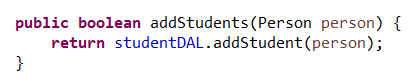 public boolean addStudents(Person person) {
    return studentDAL.addStudent(person);
}